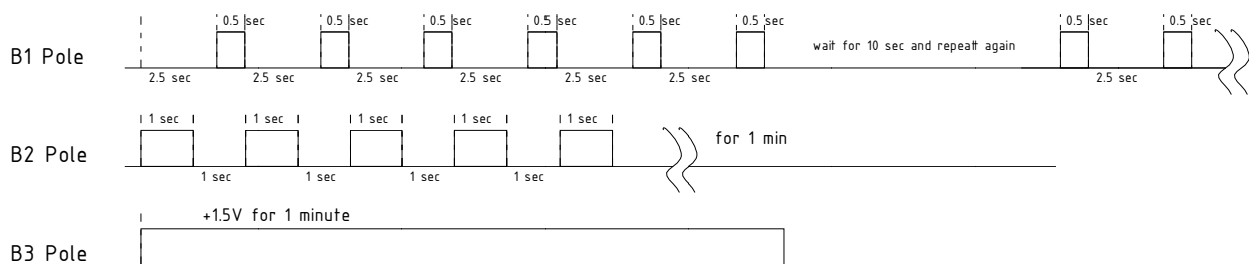 0.5 sec 0.5 sec 0.5 sec 0.5 sec 0.5 sec 0.5 sec 0.5 sec 0.5 sec
B1 Pole wait for 10 sec and repeatt again
2.5 sec 2.5 sec 2.5 sec 2.5 sec 2.5 sec 2.5 sec 2.5 sec
1 sec 1 sec 1 sec 1 sec 1 sec
for 1 min
B2 Pole
1 sec 1 sec 1 sec 1 sec
+1.5V for 1 minute
B3 Pole